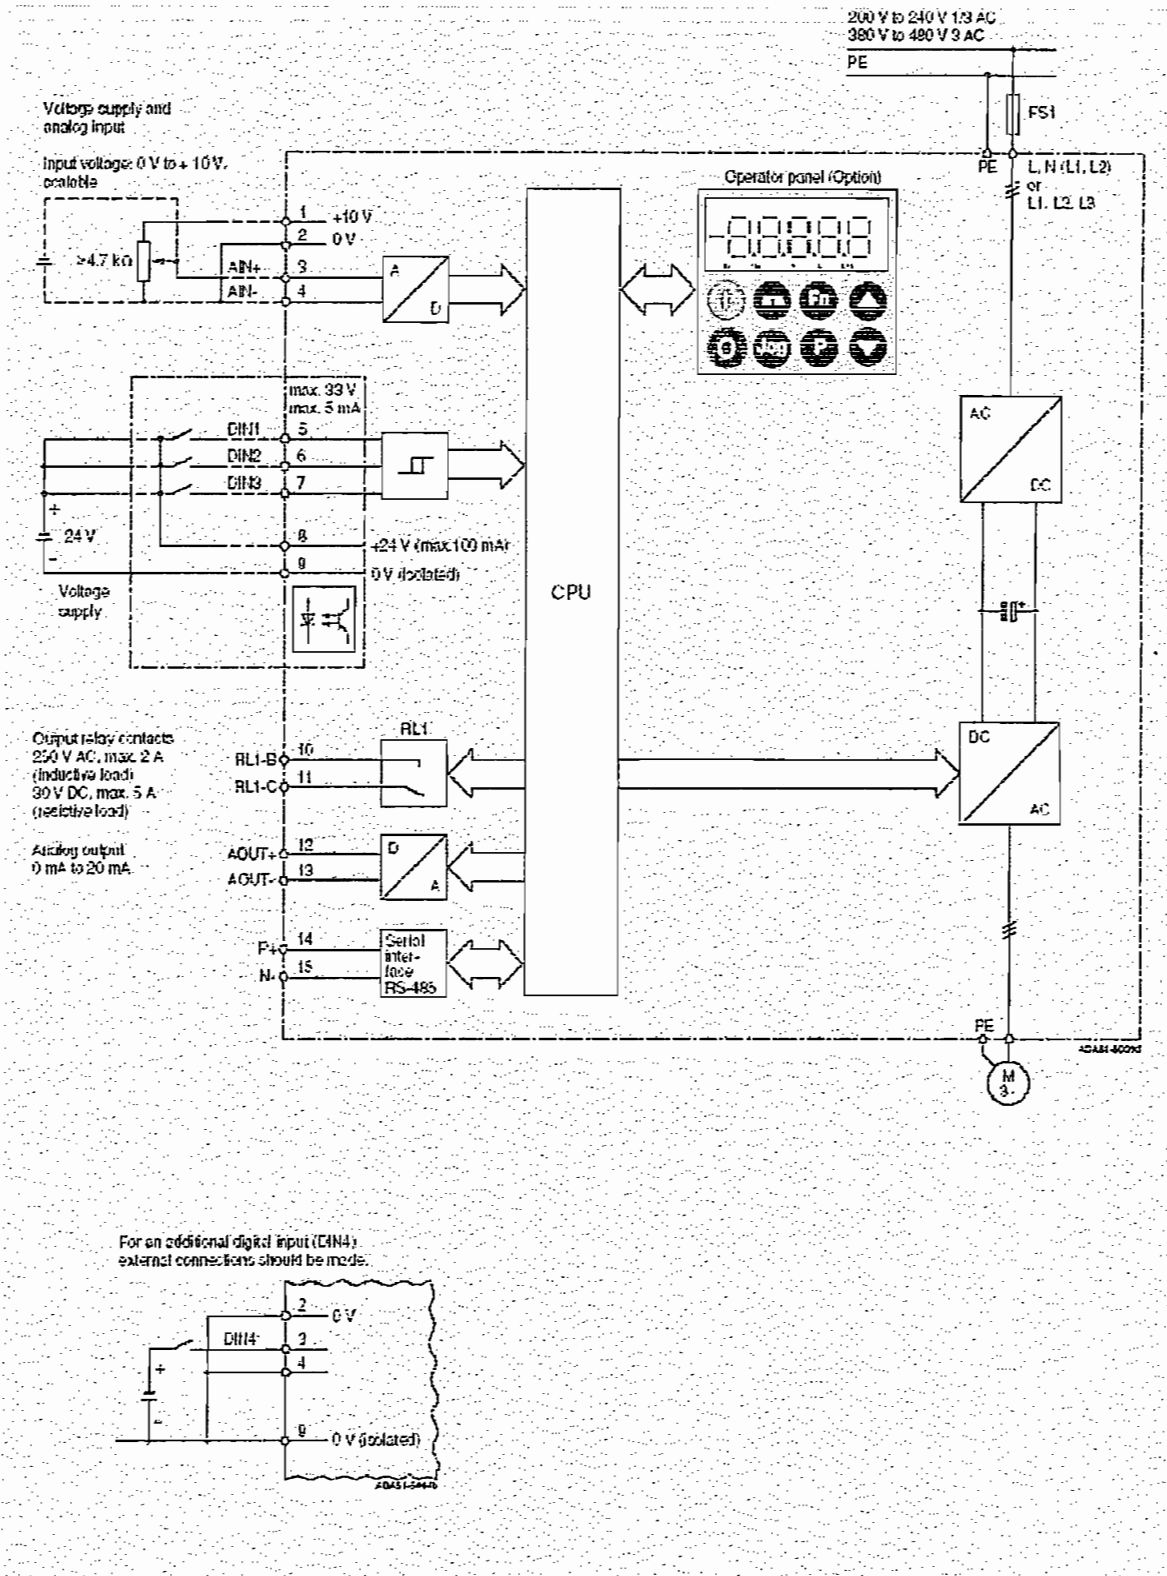 200 V to 240 V 1/3 AC
380 V to 480 V 3 AC
PE
FS1
Voltage supply and
analog input
Input voltage: 0 V to + 10 V,
scalable
PE
L, N (L1, L2)
or
L1, L2, L3
Operator panel (Option)
1
+10 V
2
0 V
>4.7 kΩ
AIN+
3
AIN-
4
A
D
Fn
Jog
P
max. 33 V
max. 5 mA
DIN1
5
DIN2
6
DIN3
7
+
24 V
-
8
+24 V (max.100 mA)
9
0 V (isolated)
Voltage
supply
CPU
AC
DC
+
Output relay contacts
250 V AC, max. 2 A
(inductive load)
30 V DC, max. 5 A
(resistive load)
RL1
RL1-B
10
RL1-C
11
DC
AC
Analog output
0 mA to 20 mA
AOUT+
12
AOUT-
13
D
A
P+
14
N-
15
Serial
inter-
face
RS-485
PE
M
3~
For an additional digital input (DIN4)
external connections should be made.
2
0 V
DIN4
3
4
+
-
9
0 V (isolated)